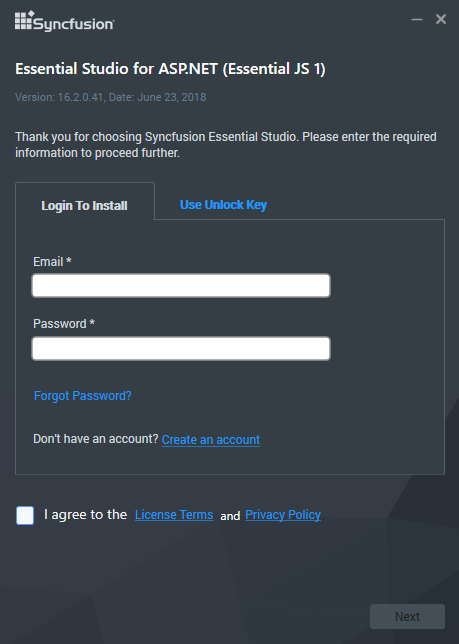 Syncfusion
Essential Studio for ASP.NET (Essential JS 1)
Version: 16.2.0.41, Date: June 23, 2018
Thank you for choosing Syncfusion Essential Studio. Please enter the required
information to proceed further.
Login To Install
Use Unlock Key
Email *
Password *
Forgot Password?
Don't have an account? Create an account
I agree to the License Terms and Privacy Policy
Next